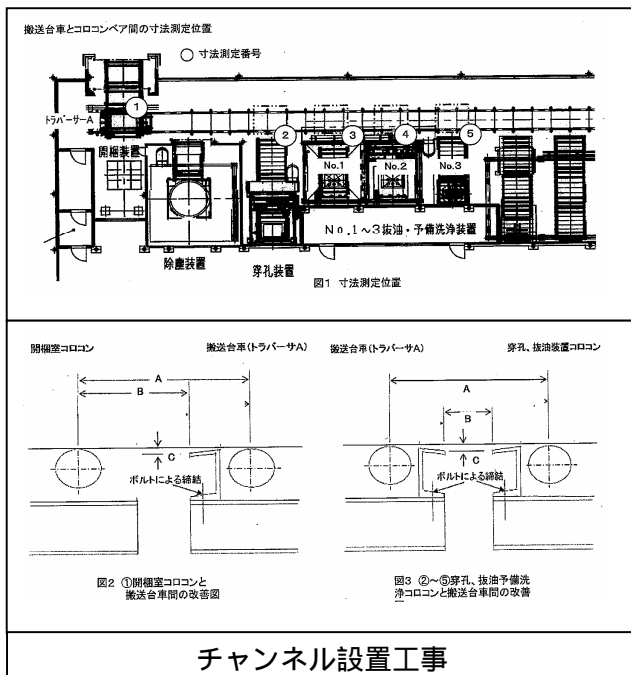 搬送台車とコロコンベア間の寸法測定位置
○ 寸法測定番号
トラバーサーA
1
2
3
4
5
開梱装置
No.1
No.2
No.3
No.1~3抜油・予備洗浄装置
除塵装置
穿孔装置
図1 寸法測定位置
開梱室コロコン
搬送台車(トラバーサA)
A
B
C
ボルトによる締結
図2 ①開梱室コロコンと
搬送台車間の改善図
搬送台車(トラバーサA)
穿孔、抜油装置コロコン
A
B
C
ボルトによる締結
図3 ②~⑤穿孔、抜油予備洗
浄コロコンと搬送台車間の改善
チャンネル設置工事